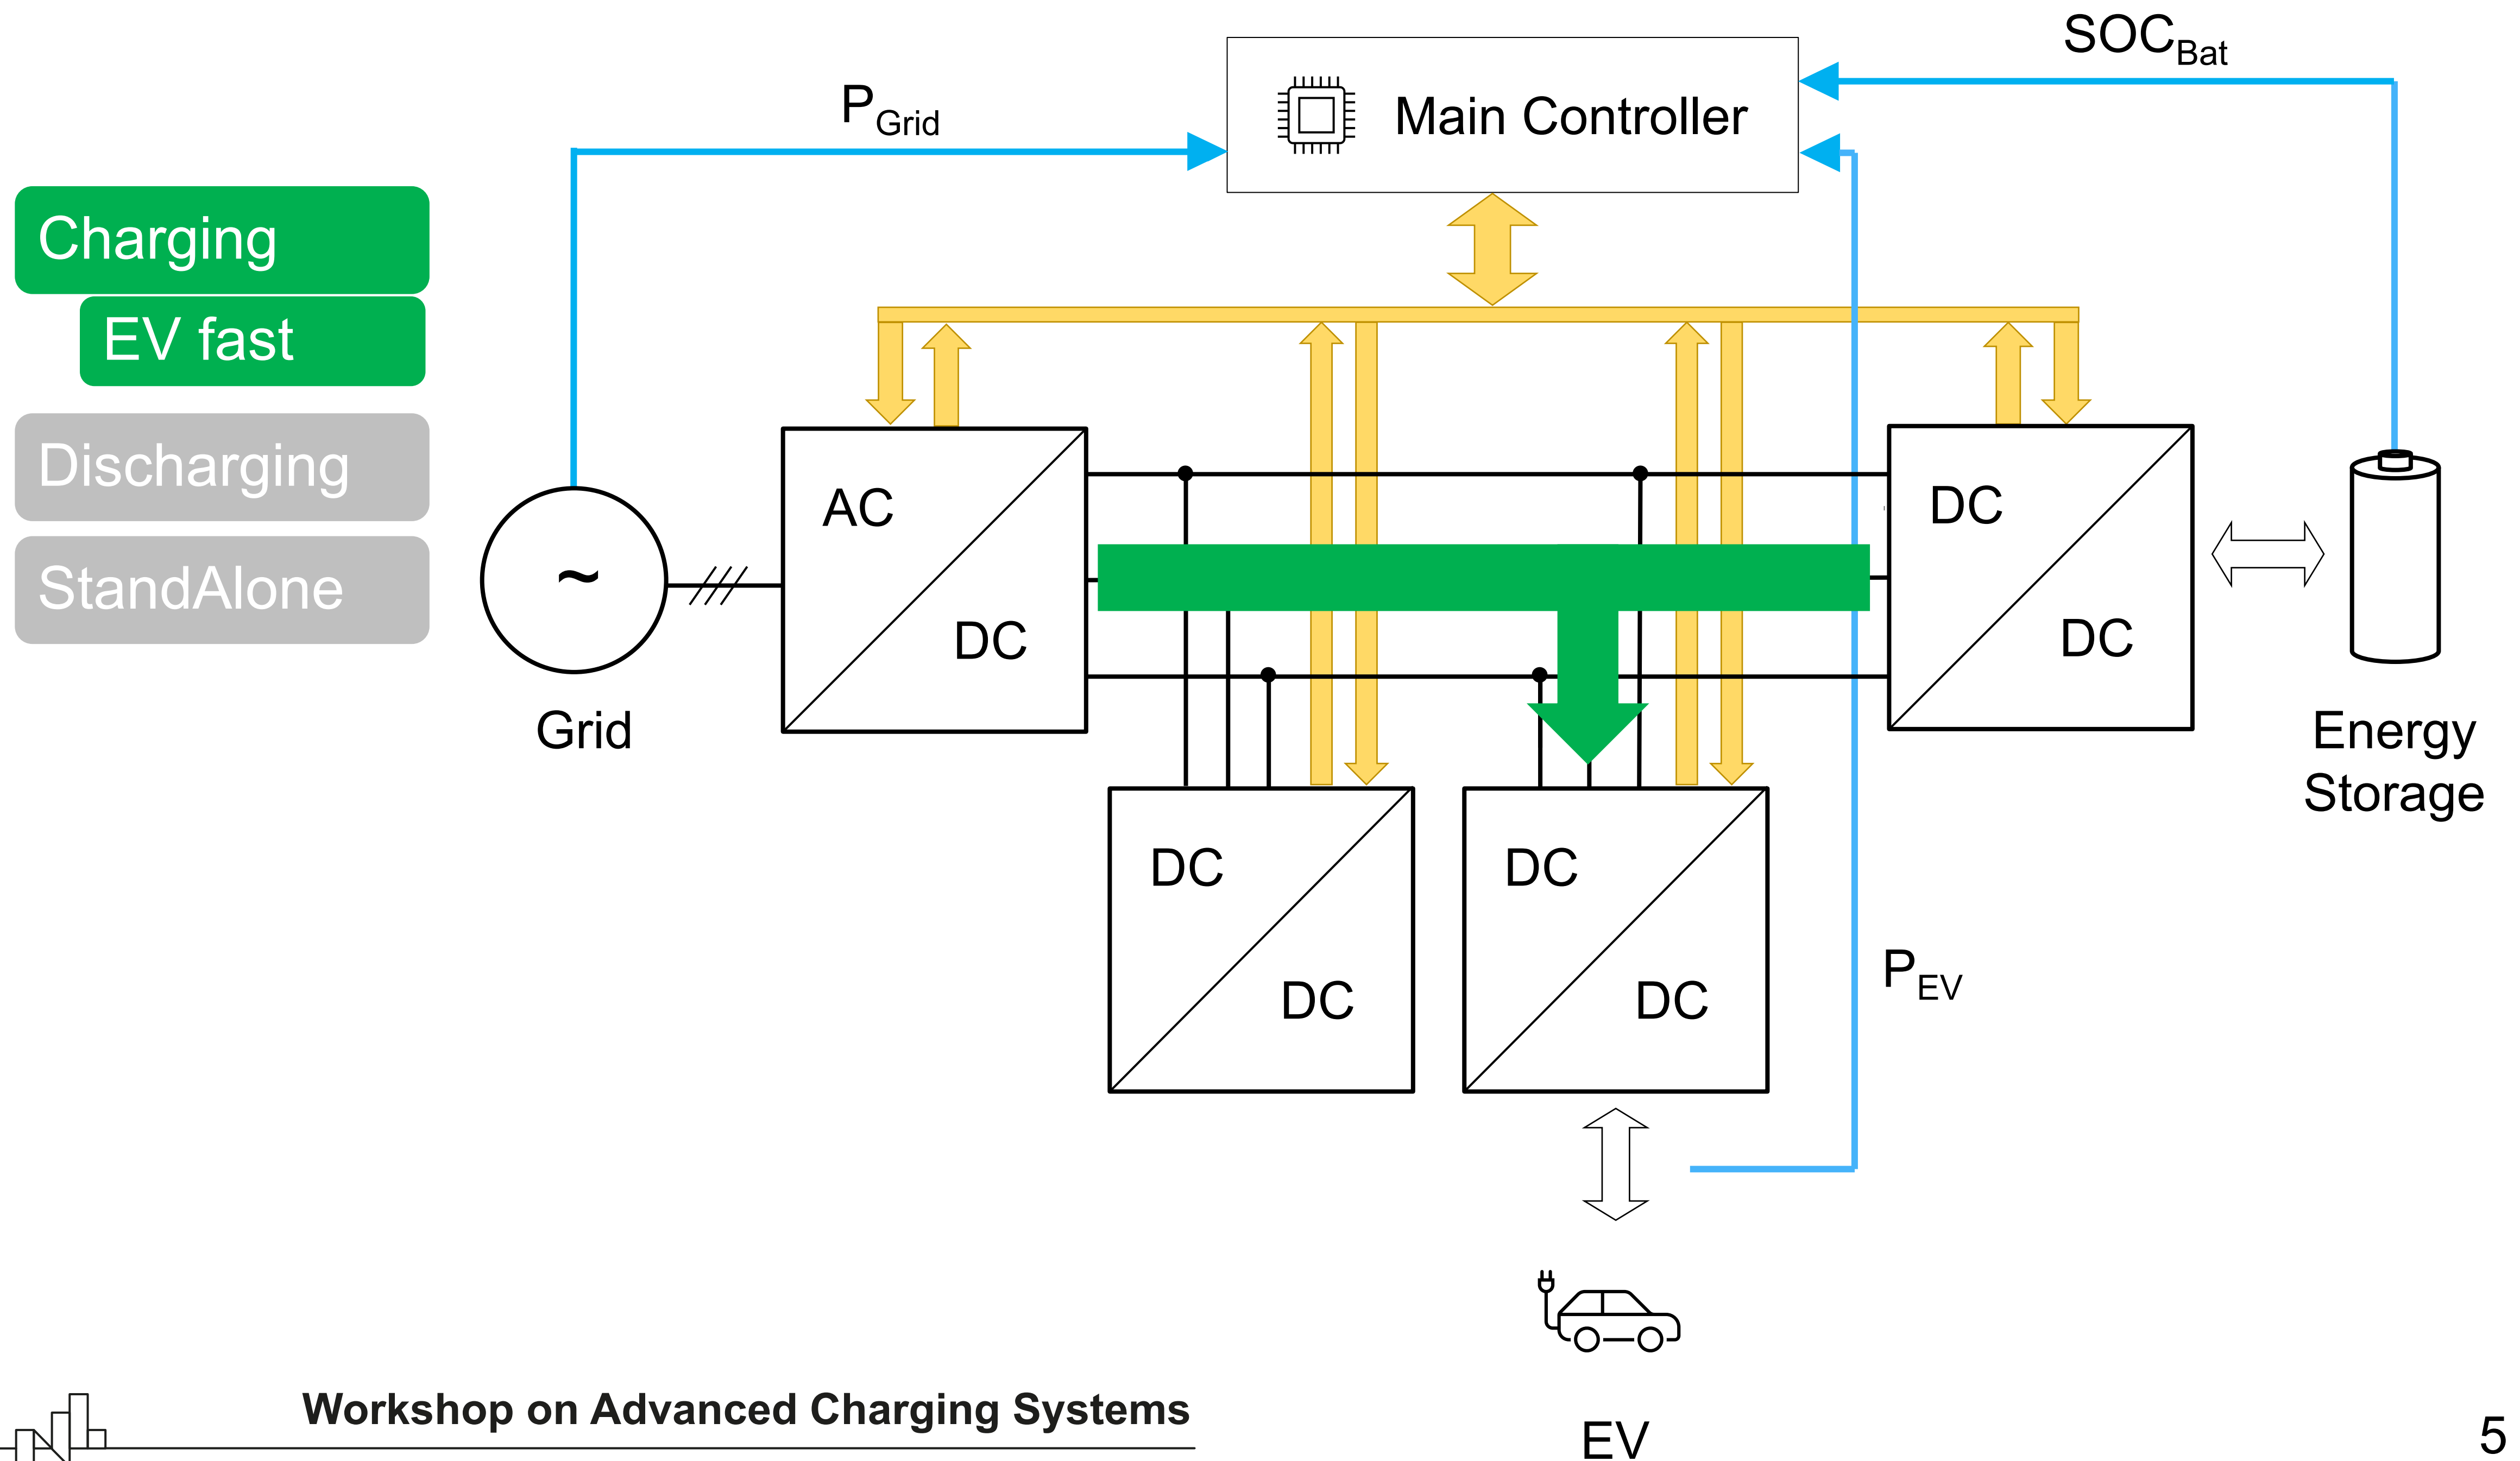 SOC_Bat
P_Grid
Main Controller
Charging
EV fast
Discharging
StandAlone
AC
DC
DC
DC
~
Grid
Energy
Storage
DC
DC
DC
DC
P_EV
Workshop on Advanced Charging Systems
EV
5